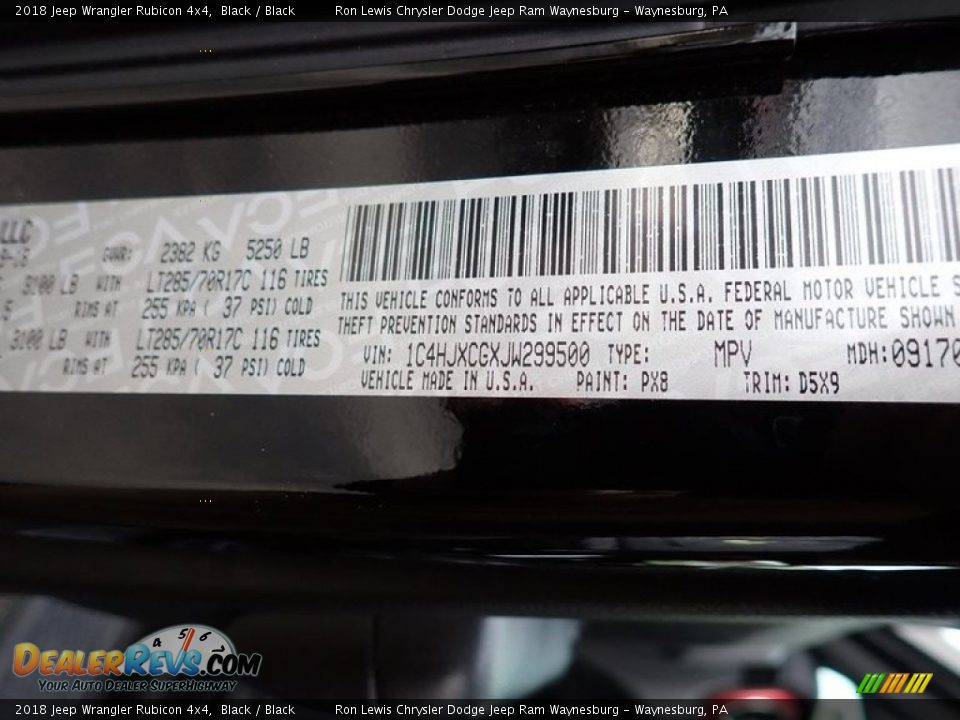 2018 Jeep Wrangler Rubicon 4x4, Black / Black Ron Lewis Chrysler Dodge Jeep Ram Waynesburg - Waynesburg, PA
LLC
GVWR: 2382 KG 5250 LB
3100 LB WITH LT285/70R17C 116 TIRES
5 RIMS AT 255 KPA ( 37 PSI) COLD
3100 LB WITH LT285/70R17C 116 TIRES
RIMS AT 255 KPA ( 37 PSI) COLD
THIS VEHICLE CONFORMS TO ALL APPLICABLE U.S.A. FEDERAL MOTOR VEHICLE S
THEFT PREVENTION STANDARDS IN EFFECT ON THE DATE OF MANUFACTURE SHOWN
VIN: 1C4HJXCGXJW299500 TYPE: MPV MDH: 09170
VEHICLE MADE IN U.S.A. PAINT: PX8 TRIM: D5X9
4 5 6
DEALERREVS.COM
YOUR AUTO DEALER SUPERHIGHWAY
2018 Jeep Wrangler Rubicon 4x4, Black / Black Ron Lewis Chrysler Dodge Jeep Ram Waynesburg - Waynesburg, PA